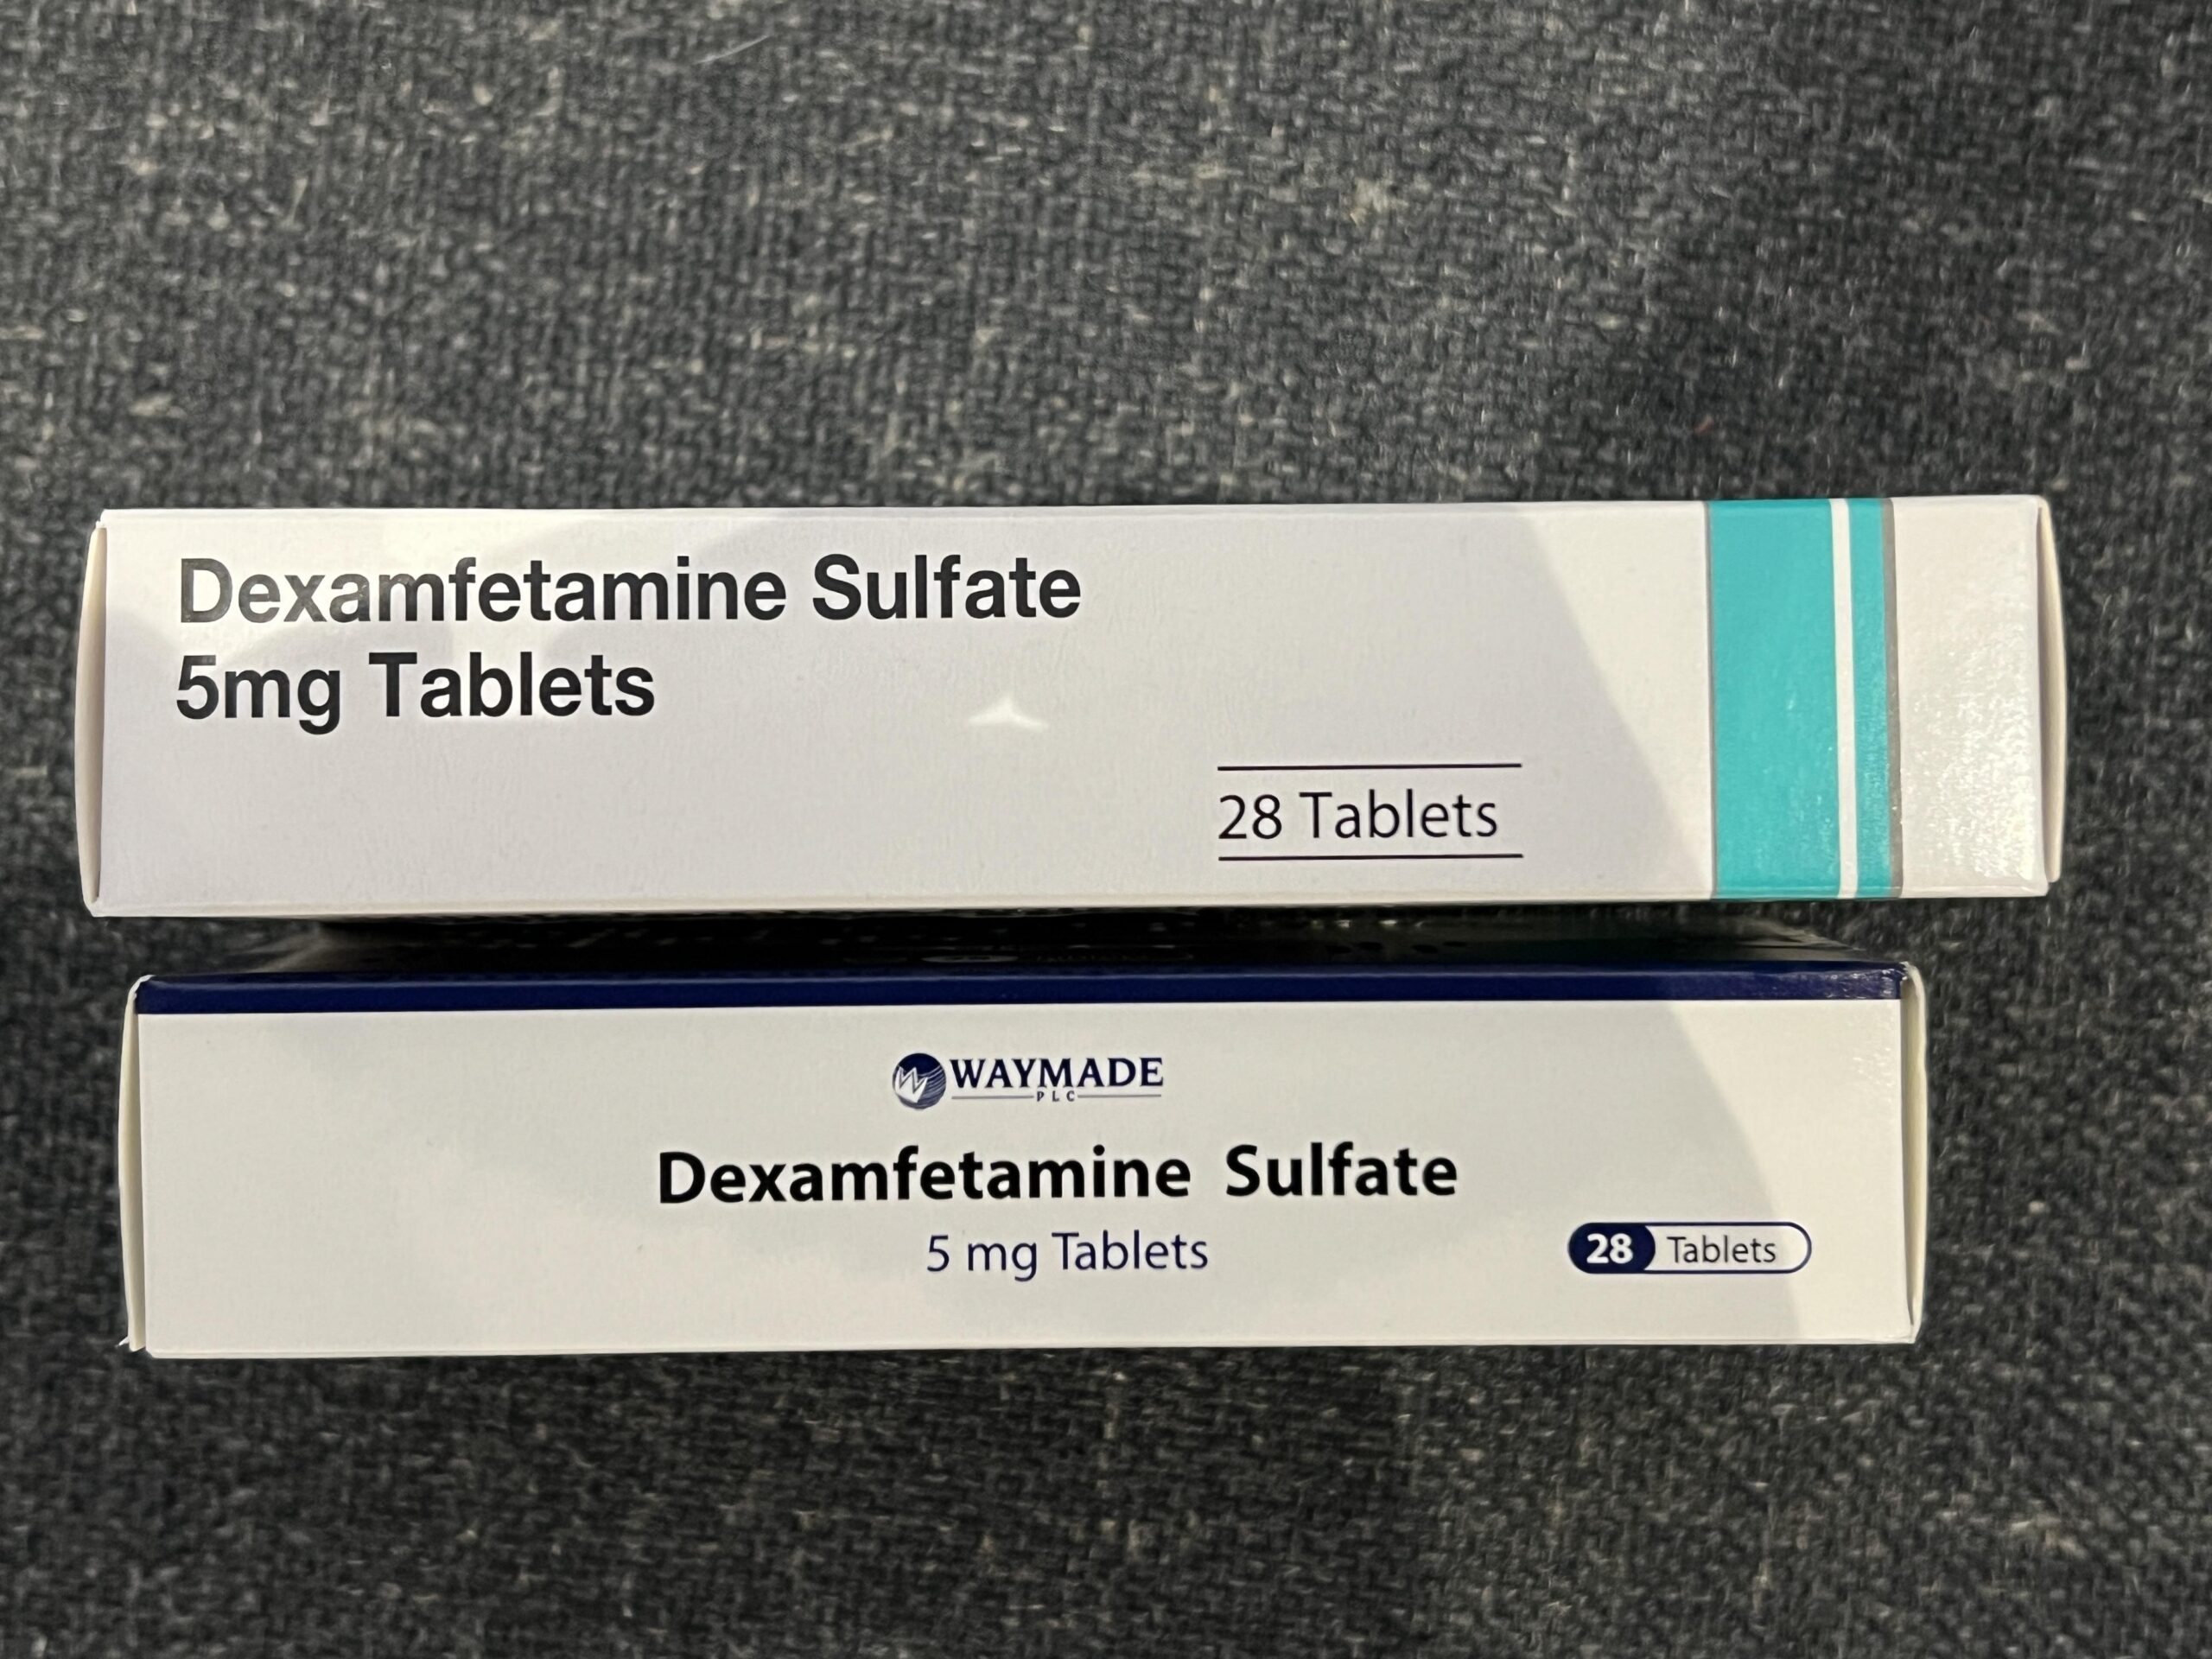 Dexamfetamine Sulfate
5mg Tablets
28 Tablets
WAYMADE
PLC
Dexamfetamine Sulfate
5 mg Tablets
28 Tablets